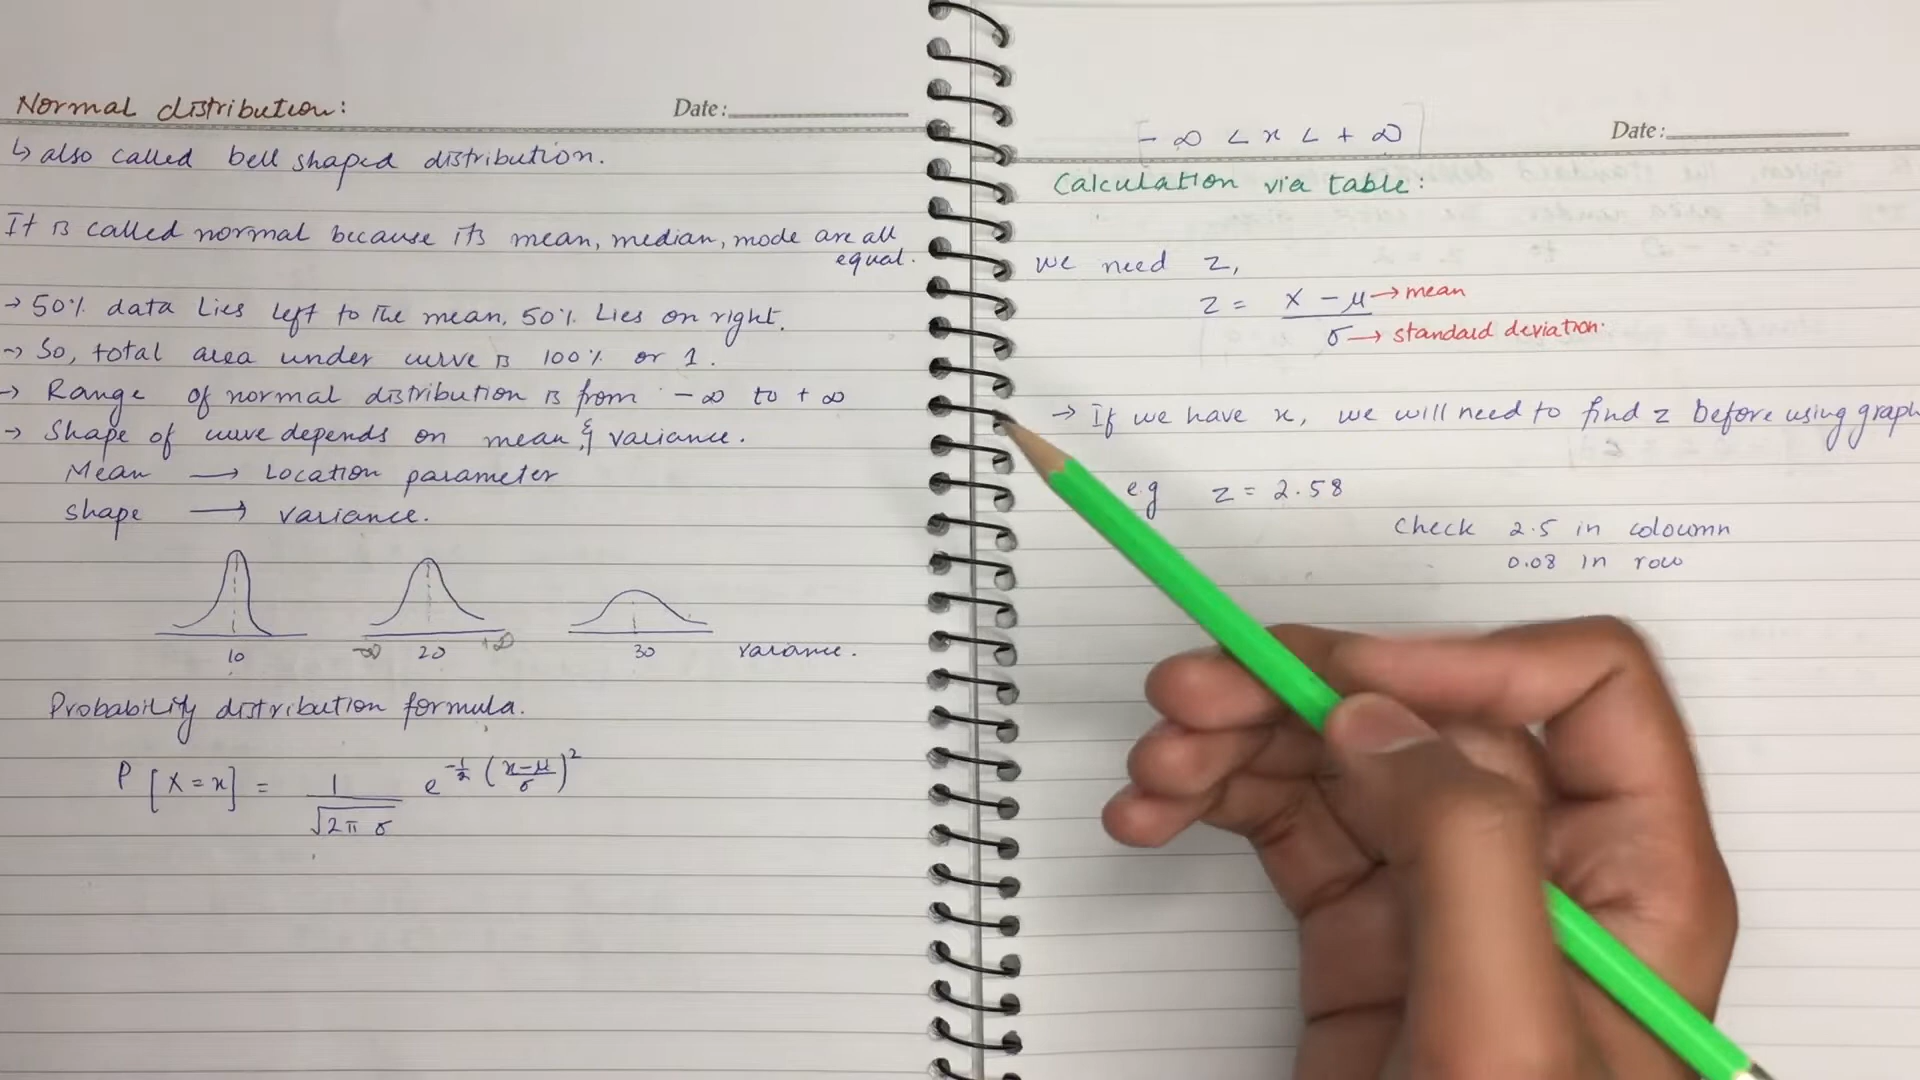 Normal distribution:
Date:
↳ also called bell shaped distribution.
It is called normal because its mean, median, mode are all
equal.
→ 50% data lies left to the mean, 50% lies on right.
→ So, total area under curve is 100% or 1.
→ Range of normal distribution is from -∞ to +∞
→ Shape of curve depends on mean & variance.
Mean → Location parameter
shape → variance.
-∞ +∞
10 20 30 variance.
Probability distribution formula.
P [X = x] = 1/√2π σ e^-1/2 (x-μ/σ)^2
-∞ < x < +∞
Date:
Calculation via table:
we need z,
z = x - μ → mean
σ → standard deviation.
→ If we have x, we will need to find z before using graph
e.g z = 2.58
Check 2.5 in coloumn
0.08 in row